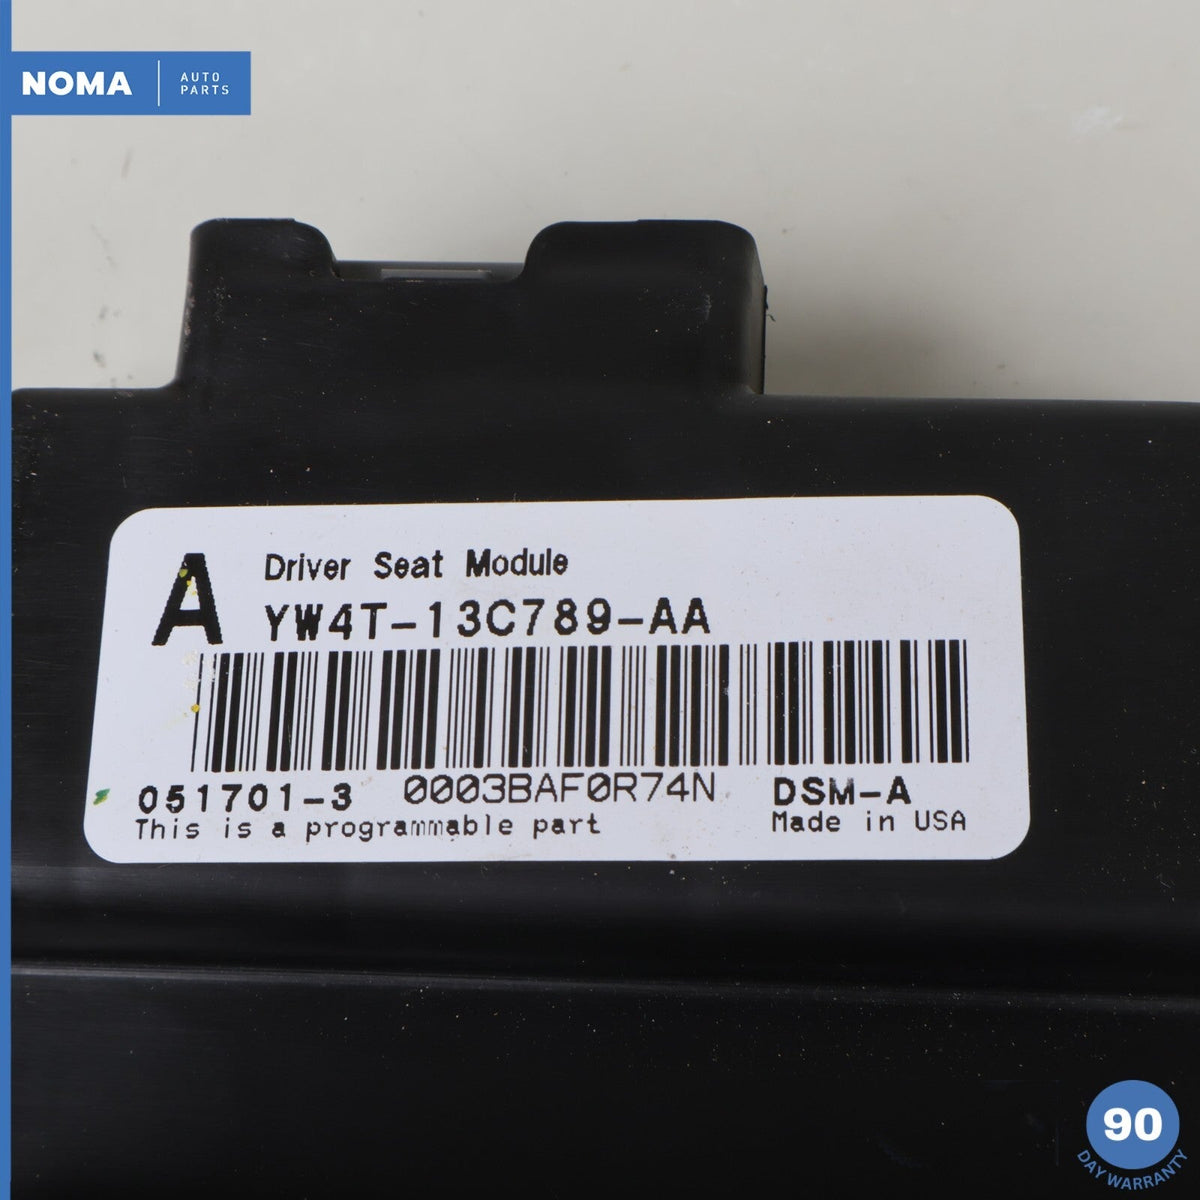 NOMA
AUTO
PARTS
A
Driver Seat Module
YW4T-13C789-AA
051701-3 0003BAF0R74N DSM-A
This is a programmable part Made in USA
90
DAY WARRANTY